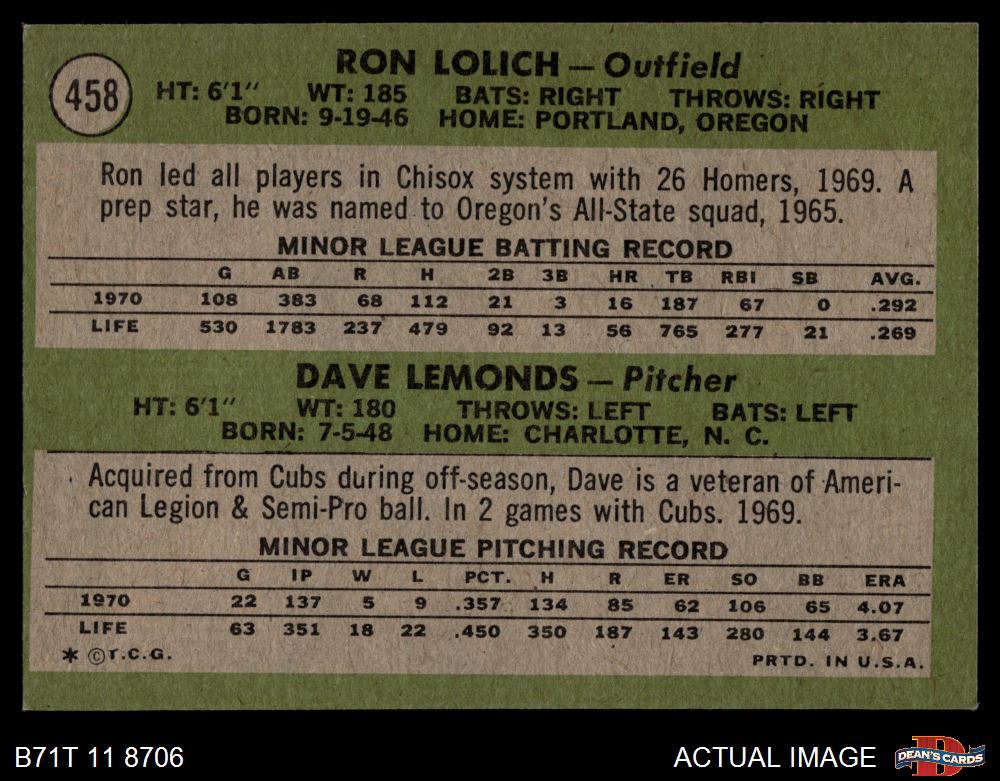 458
RON LOLICH — Outfield
HT: 6'1" WT: 185 BATS: RIGHT THROWS: RIGHT
BORN: 9-19-46 HOME: PORTLAND, OREGON
Ron led all players in Chisox system with 26 Homers, 1969. A
prep star, he was named to Oregon's All-State squad, 1965.
MINOR LEAGUE BATTING RECORD
G AB R H 2B 3B HR TB RBI SB AVG.
1970 108 383 68 112 21 3 16 187 67 0 .292
LIFE 530 1783 237 479 92 13 56 765 277 21 .269
DAVE LEMONDS — Pitcher
HT: 6'1" WT: 180 THROWS: LEFT BATS: LEFT
BORN: 7-5-48 HOME: CHARLOTTE, N. C.
Acquired from Cubs during off-season, Dave is a veteran of Ameri-
can Legion & Semi-Pro ball. In 2 games with Cubs. 1969.
MINOR LEAGUE PITCHING RECORD
G IP W L PCT. H R ER SO BB ERA
1970 22 137 5 9 .357 134 85 62 106 65 4.07
LIFE 63 351 18 22 .450 350 187 143 280 144 3.67
* ©T.C.G. PRTD. IN U.S.A.
B71T 11 8706 ACTUAL IMAGE D DEAN'S CARDS